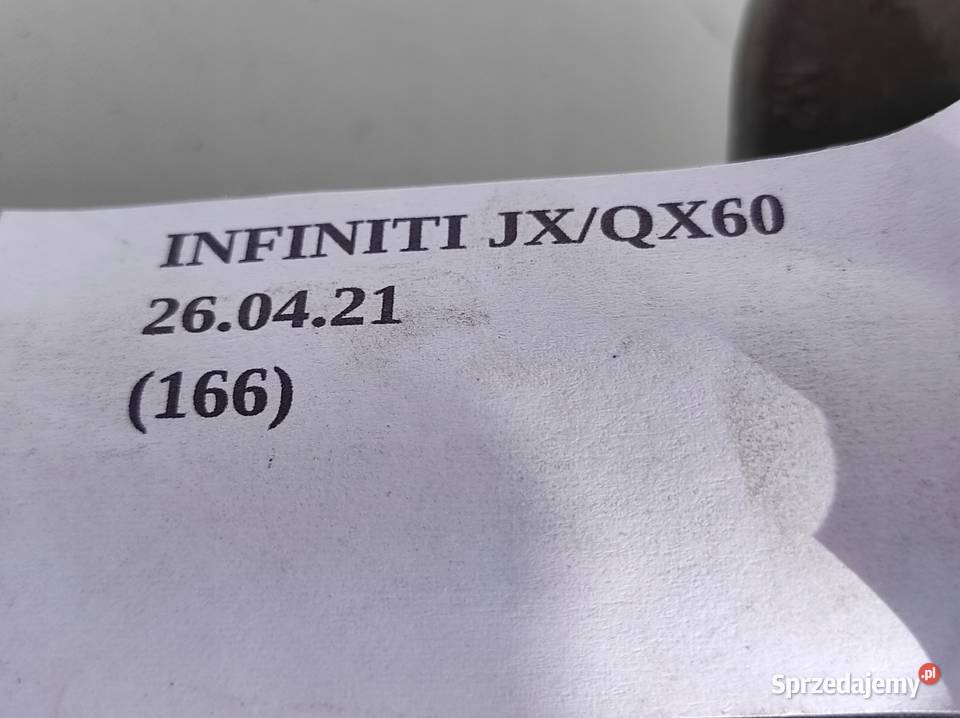 INFINITI JX/QX60
26.04.21
(166)
Sprzedajemy.pl